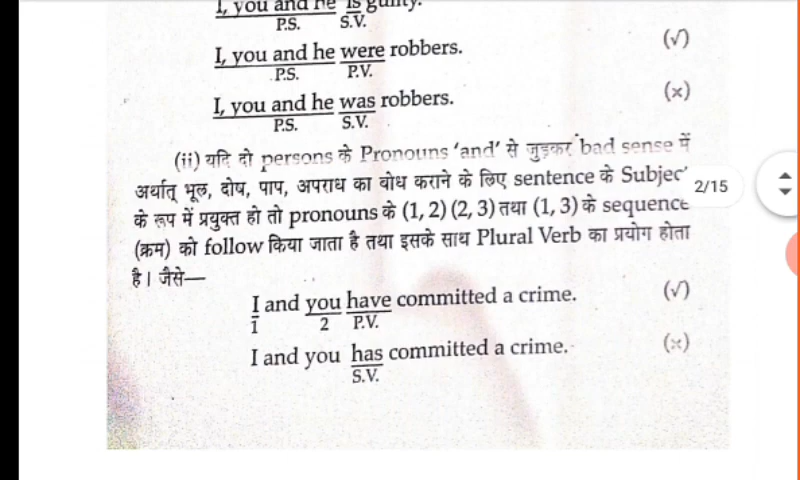 I, you and he is guilty.
P.S. S.V.
I, you and he were robbers. (√)
P.S. P.V.
I, you and he was robbers. (×)
P.S. S.V.
(ii) यदि दो persons के Pronouns ‘and’ से जुड़कर bad sense में
अर्थात् भूल, दोष, पाप, अपराध का बोध कराने के लिए sentence के Subjec
2/15
के रूप में प्रयुक्त हो तो pronouns के (1, 2) (2, 3) तथा (1, 3) के sequence
(क्रम) को follow किया जाता है तथा इसके साथ Plural Verb का प्रयोग होता
है। जैसे—
I and you have committed a crime. (√)
1 2 P.V.
I and you has committed a crime. (×)
S.V.